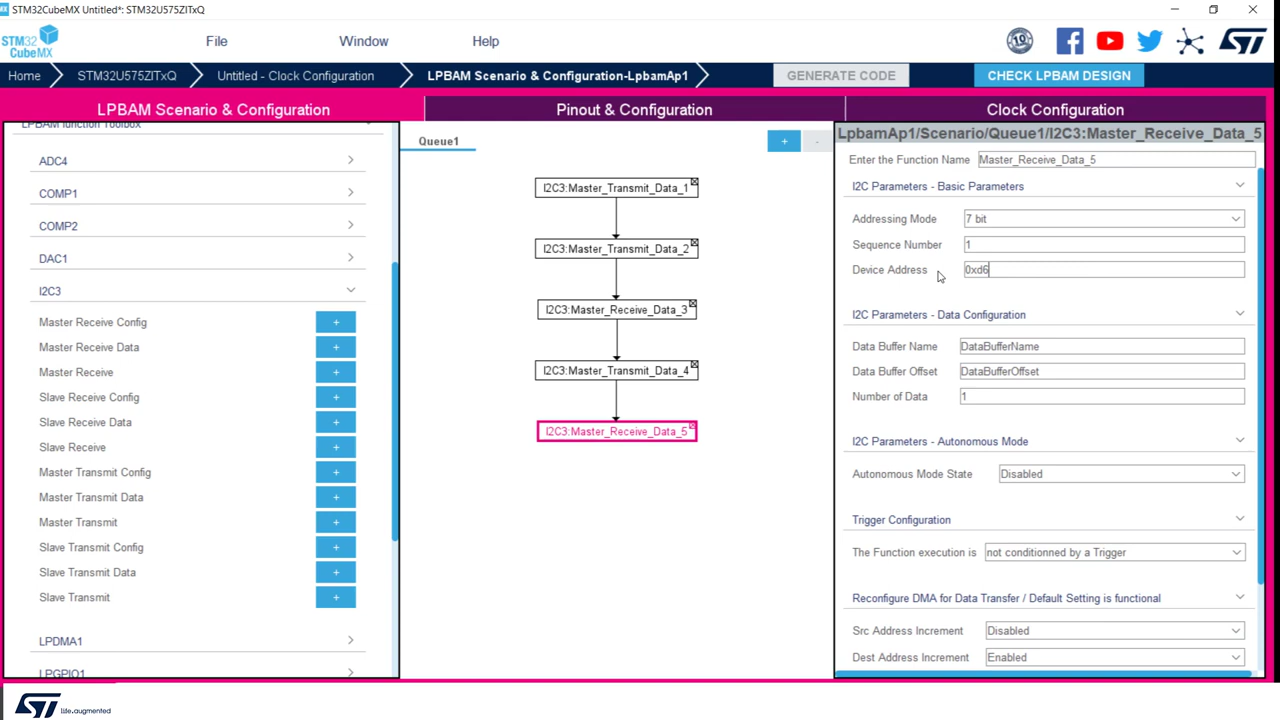 STM32CubeMX Untitled*: STM32U575ZITxQ
STM32
CubeMX
File
Window
Help
10
Home
STM32U575ZITxQ
Untitled - Clock Configuration
LPBAM Scenario & Configuration-LpbamAp1
GENERATE CODE
CHECK LPBAM DESIGN
LPBAM Scenario & Configuration
Pinout & Configuration
Clock Configuration
LPBAM function Toolbox
ADC4
COMP1
COMP2
DAC1
I2C3
Master Receive Config +
Master Receive Data +
Master Receive +
Slave Receive Config +
Slave Receive Data +
Slave Receive +
Master Transmit Config +
Master Transmit Data +
Master Transmit +
Slave Transmit Config +
Slave Transmit Data +
Slave Transmit +
LPDMA1
LPGPIO1
Queue1
+
-
I2C3:Master_Transmit_Data_1
I2C3:Master_Transmit_Data_2
I2C3:Master_Receive_Data_3
I2C3:Master_Transmit_Data_4
I2C3:Master_Receive_Data_5
LpbamAp1/Scenario/Queue1/I2C3:Master_Receive_Data_5
Enter the Function Name Master_Receive_Data_5
I2C Parameters - Basic Parameters
Addressing Mode 7 bit
Sequence Number 1
Device Address 0xd6
I2C Parameters - Data Configuration
Data Buffer Name DataBufferName
Data Buffer Offset DataBufferOffset
Number of Data 1
I2C Parameters - Autonomous Mode
Autonomous Mode State Disabled
Trigger Configuration
The Function execution is not conditionned by a Trigger
Reconfigure DMA for Data Transfer / Default Setting is functional
Src Address Increment Disabled
Dest Address Increment Enabled
ST life.augmented